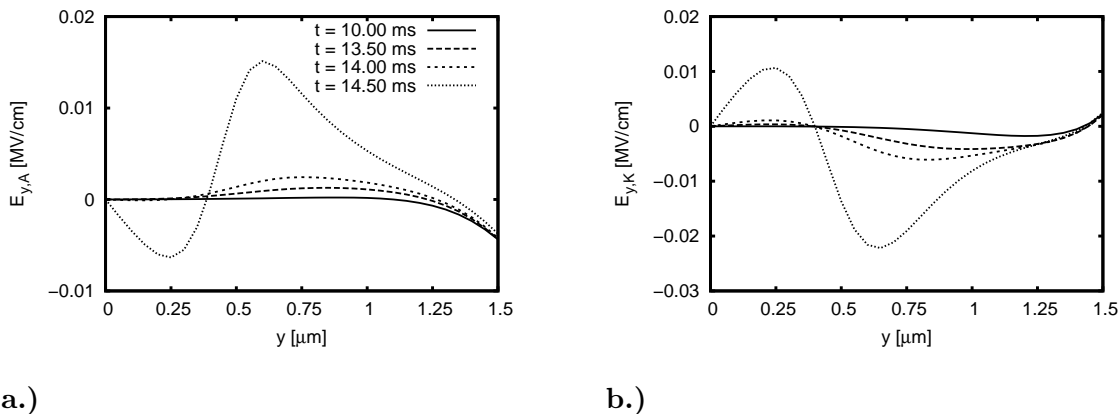 0.02
t = 10.00 ms
t = 13.50 ms
t = 14.00 ms
t = 14.50 ms
0.01
0
−0.01
E_{y,A} [MV/cm]
0 0.25 0.5 0.75 1 1.25 1.5
y [μm]
a.)
0.02
0.01
0
−0.01
−0.02
−0.03
E_{y,K} [MV/cm]
0 0.25 0.5 0.75 1 1.25 1.5
y [μm]
b.)